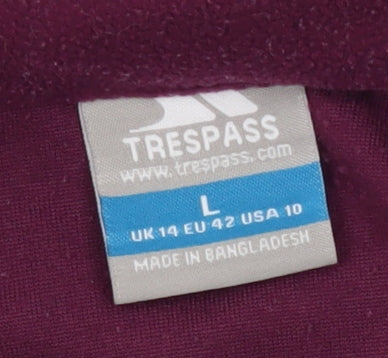 TRESPASS
www.trespass.com
L
UK 14 EU 42 USA 10
MADE IN BANGLADESH